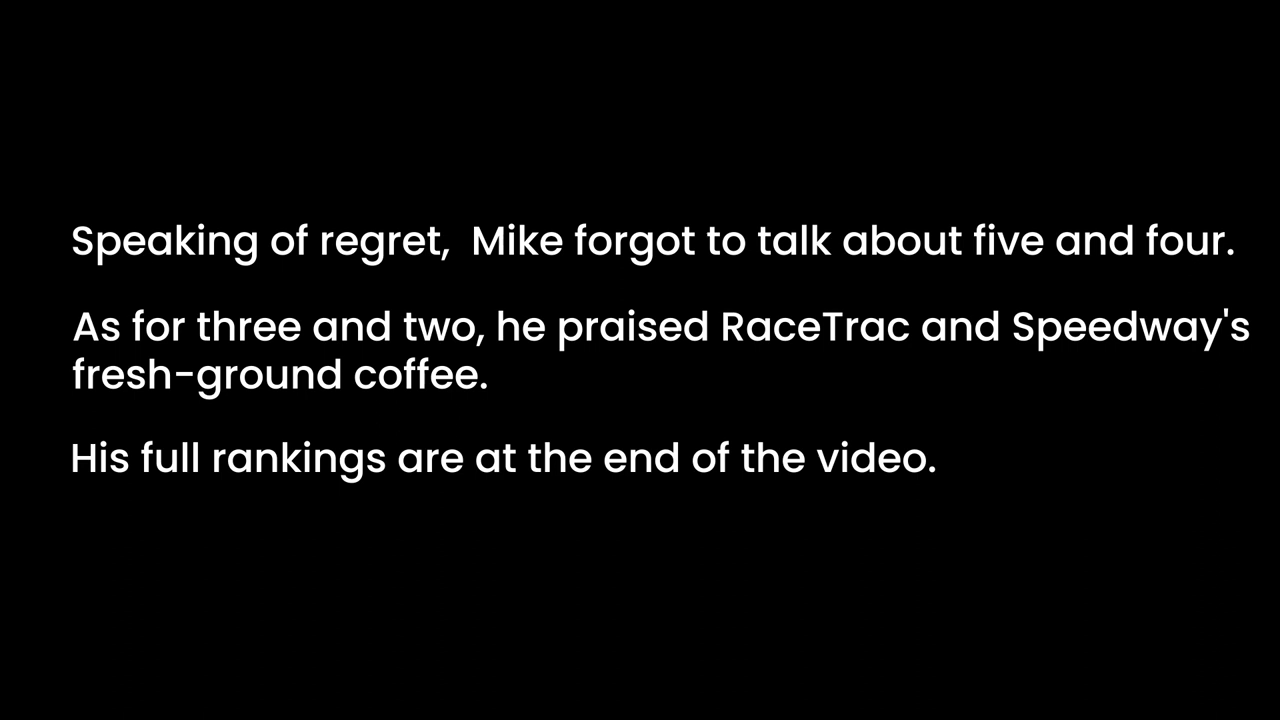 Speaking of regret,  Mike forgot to talk about five and four.
As for three and two, he praised RaceTrac and Speedway's
fresh-ground coffee.
His full rankings are at the end of the video.